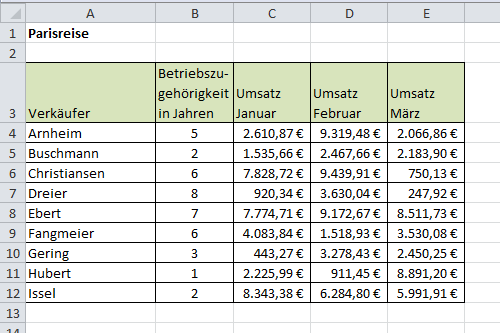 A B C D E
1 Parisreise
2
Betriebszu-
gehörigkeit Umsatz Umsatz Umsatz
3 Verkäufer in Jahren Januar Februar März
4 Arnheim 5 2.610,87 € 9.319,48 € 2.066,86 €
5 Buschmann 2 1.535,66 € 2.467,66 € 2.183,90 €
6 Christiansen 6 7.828,72 € 9.439,91 € 750,13 €
7 Dreier 8 920,34 € 3.630,04 € 247,92 €
8 Ebert 7 7.774,71 € 9.172,67 € 8.511,73 €
9 Fangmeier 6 4.083,84 € 1.518,93 € 3.530,08 €
10 Gering 3 443,27 € 3.278,43 € 2.450,25 €
11 Hubert 1 2.225,99 € 911,45 € 8.891,20 €
12 Issel 2 8.343,38 € 6.284,80 € 5.991,91 €
13
14